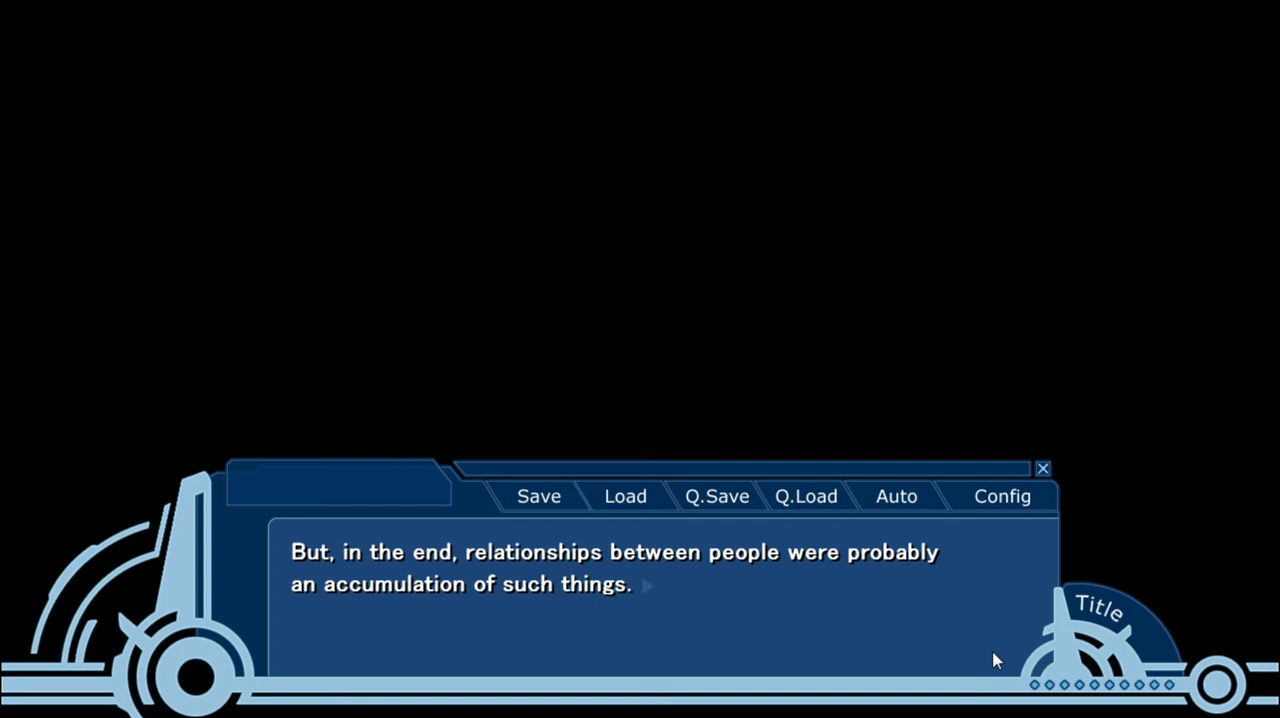 Save Load Q.Save Q.Load Auto Config
But, in the end, relationships between people were probably
an accumulation of such things.
Title